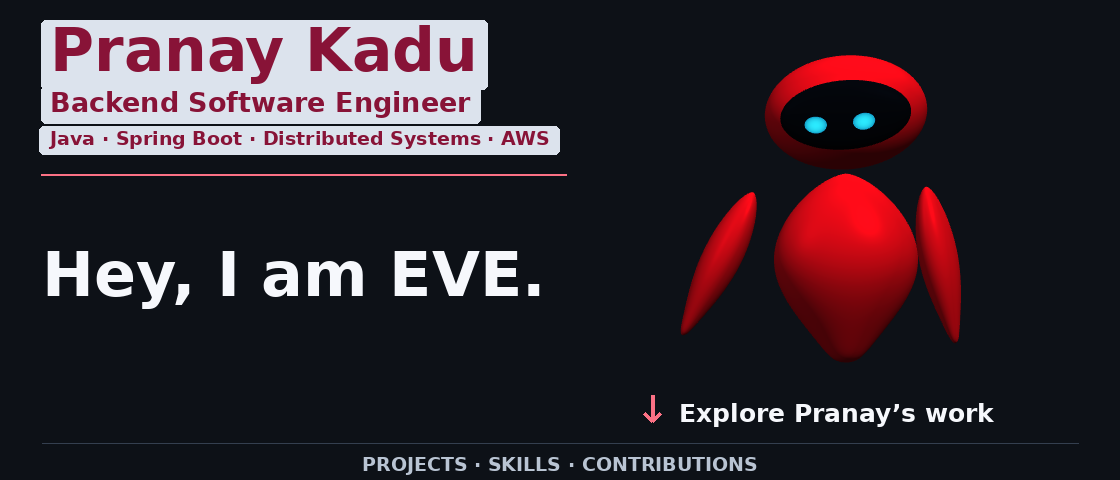 Pranay Kadu
Backend Software Engineer
Java · Spring Boot · Distributed Systems · AWS
Hey, I am EVE.
↓ Explore Pranay’s work
PROJECTS · SKILLS · CONTRIBUTIONS